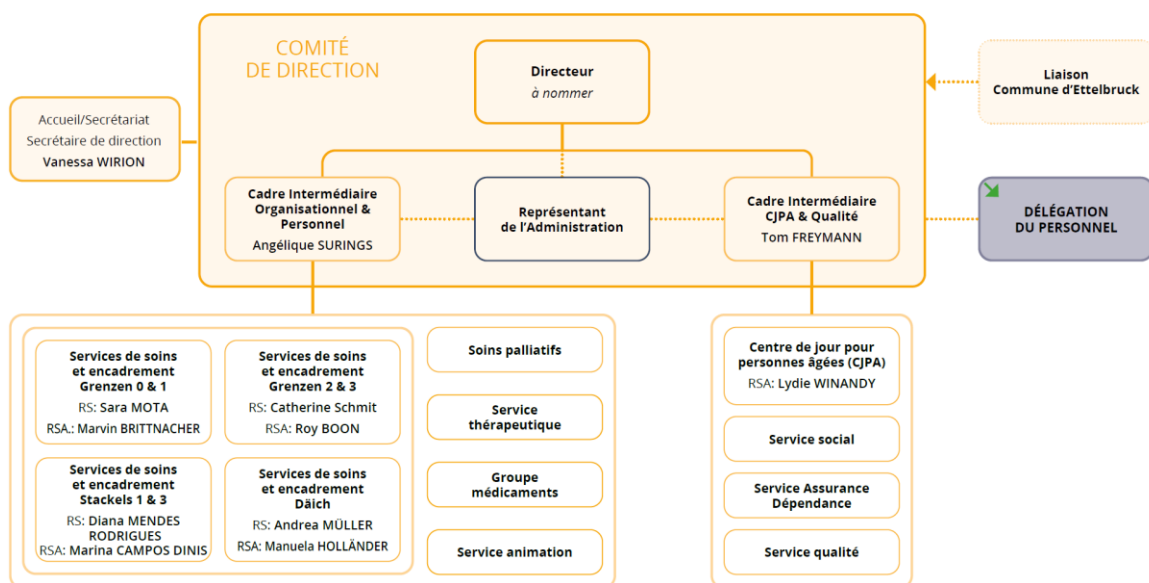 COMITÉ
DE DIRECTION
Directeur
à nommer
Liaison
Commune d'Ettelbruck
Accueil/Secrétariat
Secrétaire de direction
Vanessa WIRION
Cadre Intermédiaire
Organisationnel &
Personnel
Angélique SURINGS
Représentant
de l'Administration
Cadre Intermédiaire
CJPA & Qualité
Tom FREYMANN
DÉLÉGATION
DU PERSONNEL
Services de soins
et encadrement
Grenzen 0 & 1
RS: Sara MOTA
RSA.: Marvin BRITTNACHER
Services de soins
et encadrement
Grenzen 2 & 3
RS: Catherine Schmit
RSA: Roy BOON
Services de soins
et encadrement
Stackels 1 & 3
RS: Diana MENDES
RODRIGUES
RSA: Marina CAMPOS DINIS
Services de soins
et encadrement
Däich
RS: Andrea MÜLLER
RSA: Manuela HOLLÄNDER
Soins palliatifs
Service
thérapeutique
Groupe
médicaments
Service animation
Centre de jour pour
personnes âgées (CJPA)
RSA: Lydie WINANDY
Service social
Service Assurance
Dépendance
Service qualité